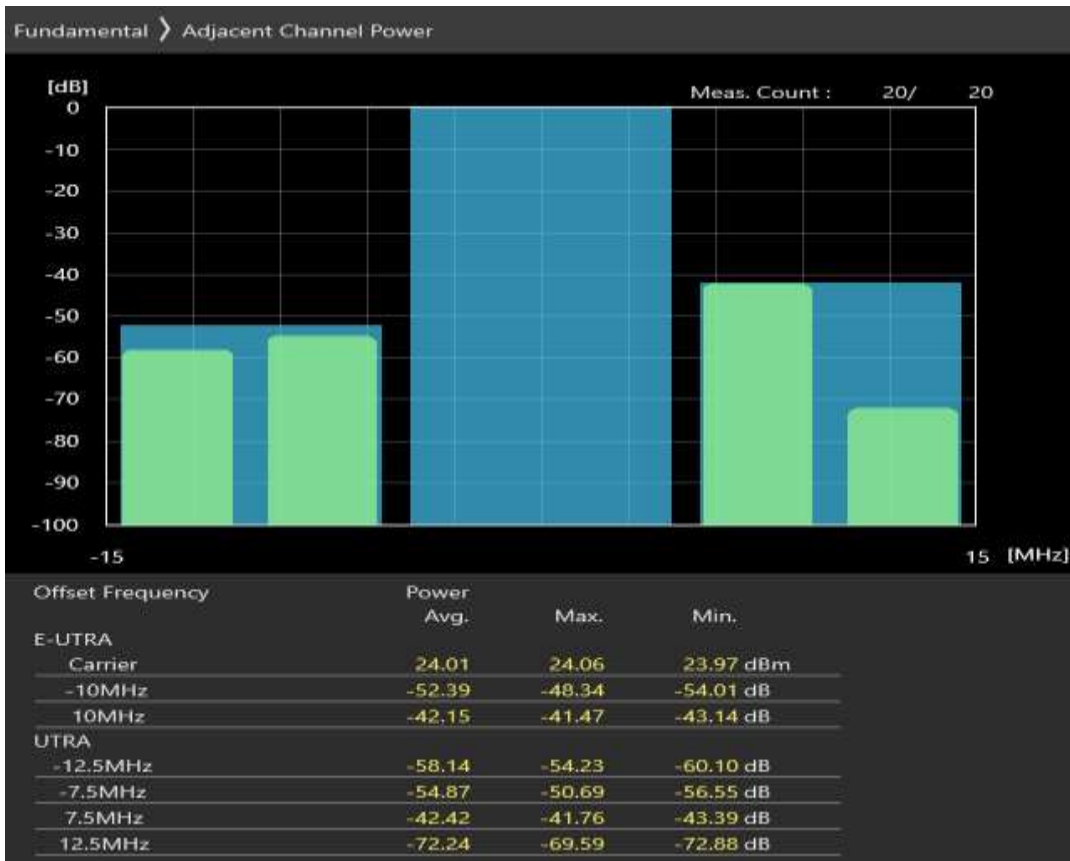 Fundamental 〉 Adjacent Channel Power
[dB]
Meas. Count : 20/ 20
0
-10
-20
-30
-40
-50
-60
-70
-80
-90
-100
-15 15 [MHz]
Offset Frequency Power
Avg. Max. Min.
E-UTRA
Carrier 24.01 24.06 23.97 dBm
-10MHz -52.39 -48.34 -54.01 dB
10MHz -42.15 -41.47 -43.14 dB
UTRA
-12.5MHz -58.14 -54.23 -60.10 dB
-7.5MHz -54.87 -50.69 -56.55 dB
7.5MHz -42.42 -41.76 -43.39 dB
12.5MHz -72.24 -69.59 -72.88 dB